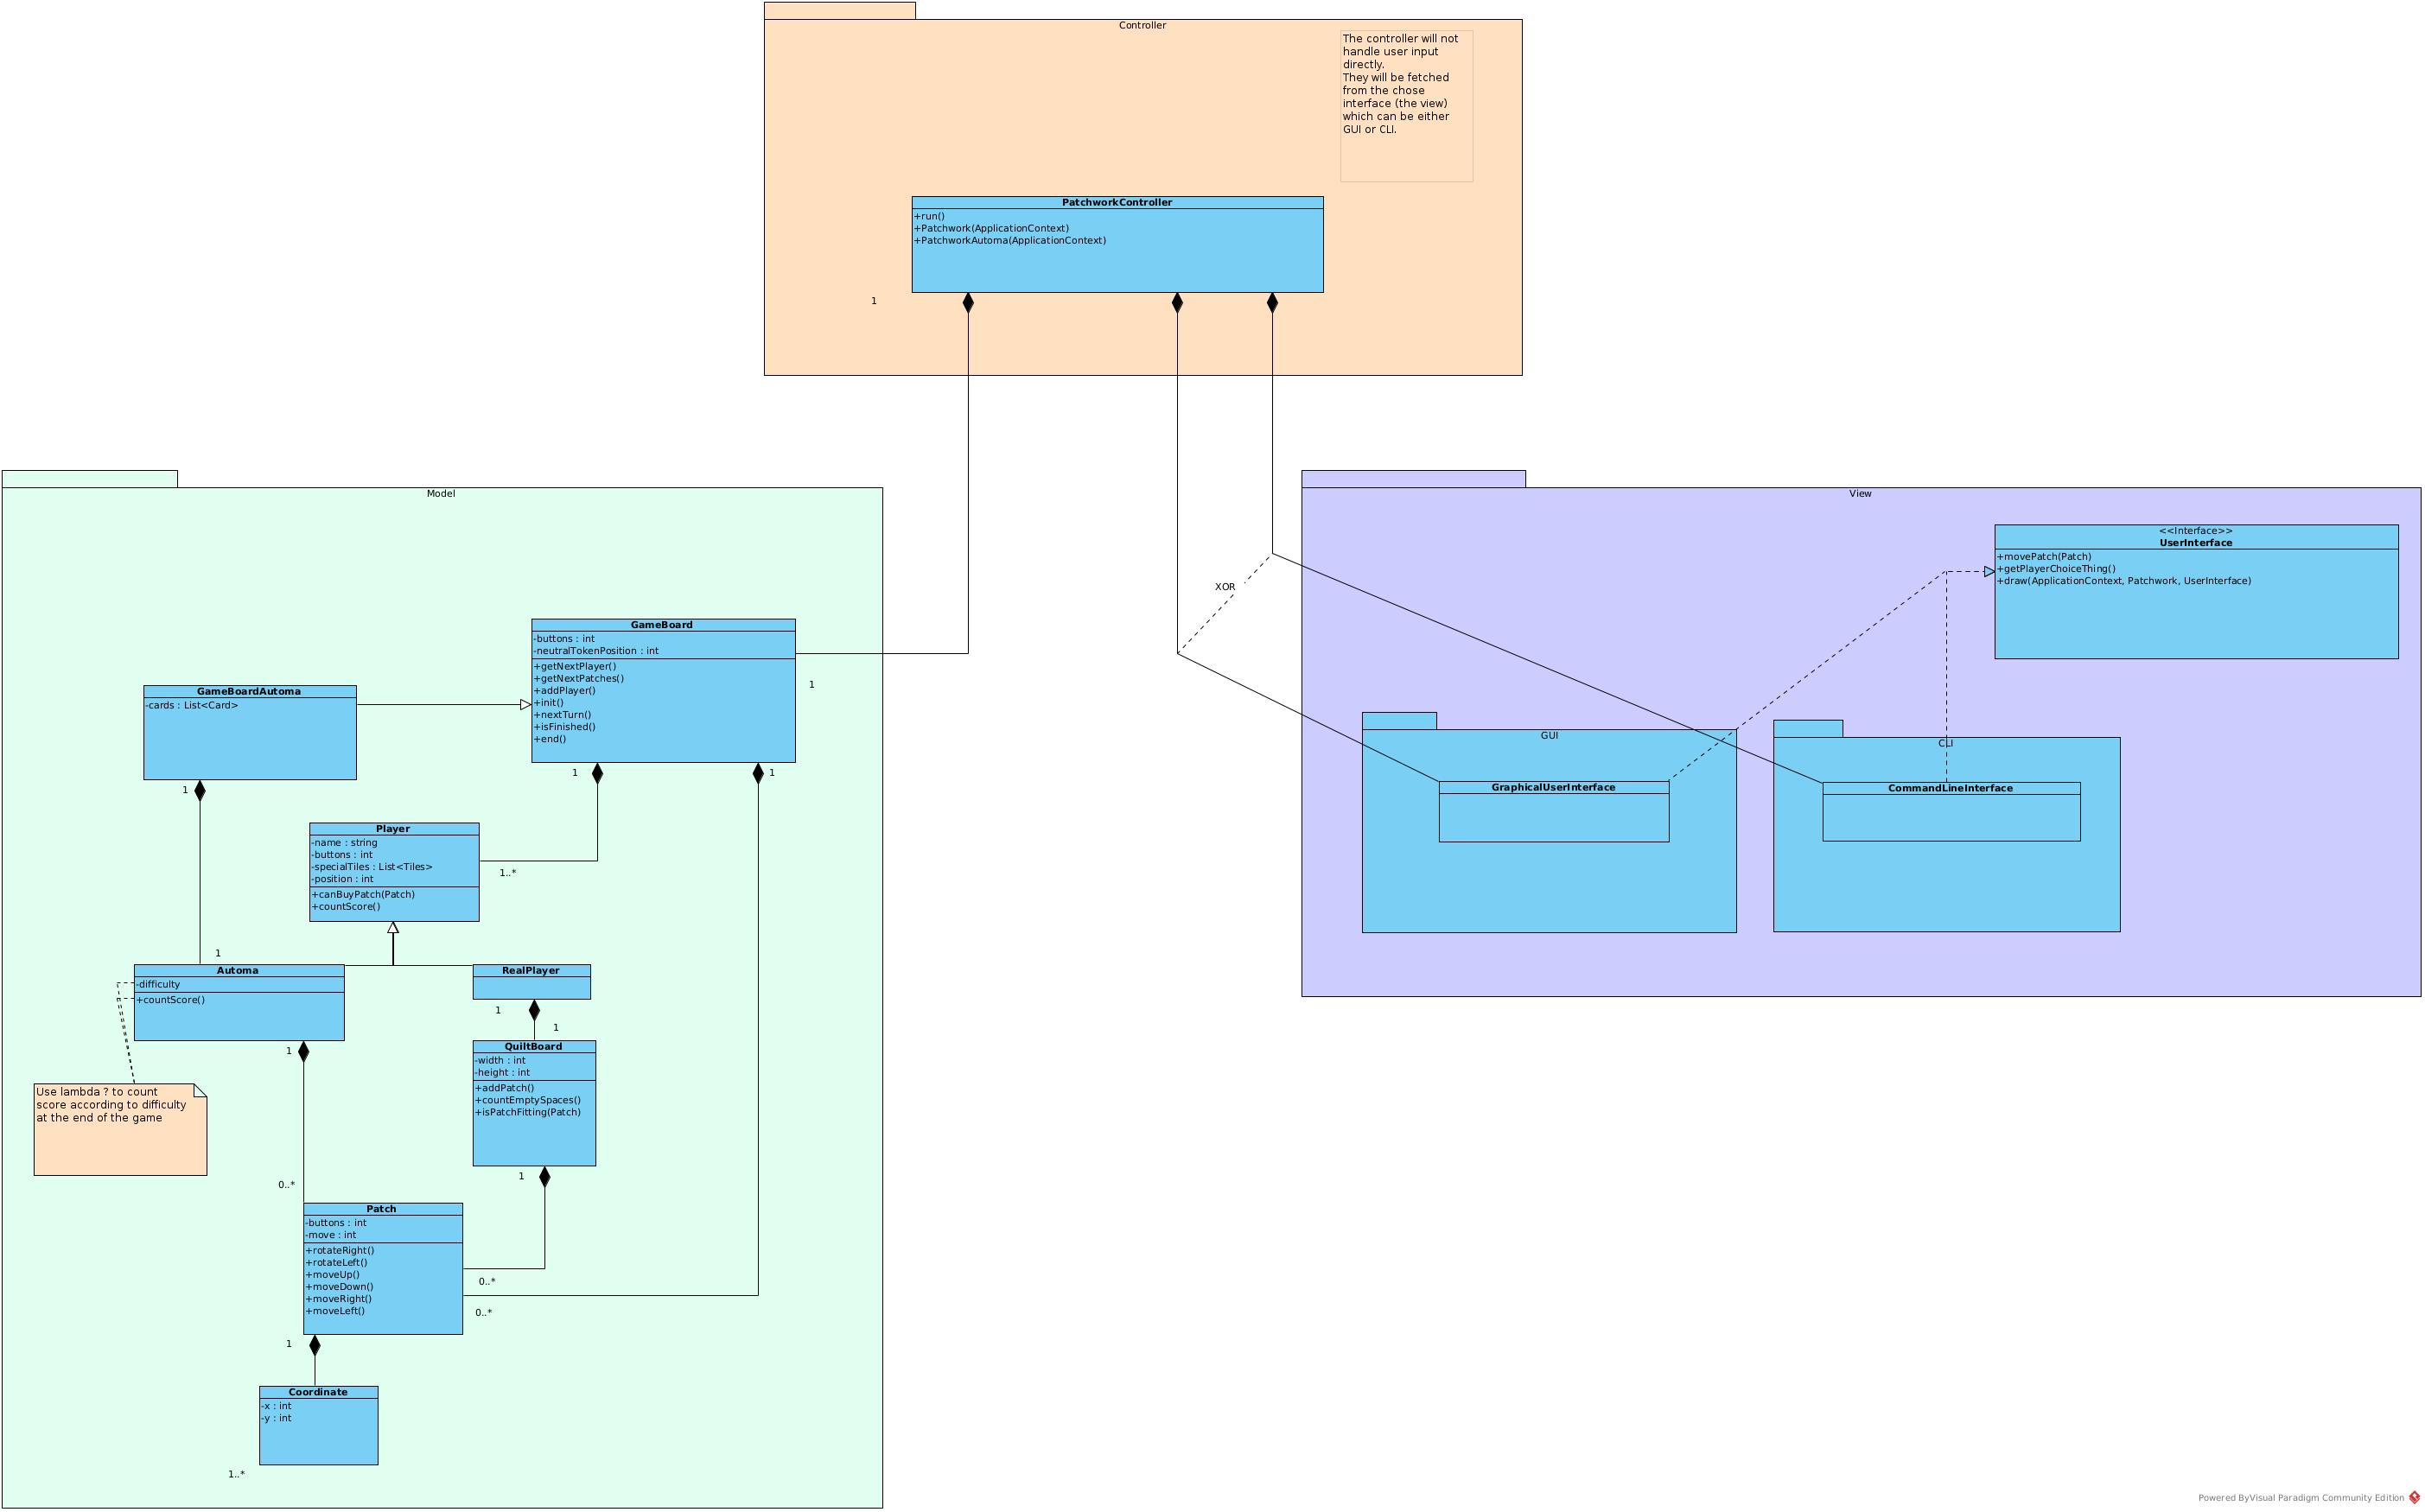 Controller
The controller will not
handle user input
directly.
They will be fetched
from the chose
interface (the view)
which can be either
GUI or CLI.
PatchworkController
+run()
+Patchwork(ApplicationContext)
+PatchworkAutoma(ApplicationContext)
1
Model
GameBoard
-buttons : int
-neutralTokenPosition : int
+getNextPlayer()
+getNextPatches()
+addPlayer()
+init()
+nextTurn()
+isFinished()
+end()
1
GameBoardAutoma
-cards : List<Card>
1
1
1
Player
-name : string
-buttons : int
-specialTiles : List<Tiles>
-position : int
+canBuyPatch(Patch)
+countScore()
1..*
1
Automa
-difficulty
+countScore()
RealPlayer
1
1
1
QuiltBoard
-width : int
-height : int
+addPatch()
+countEmptySpaces()
+isPatchFitting(Patch)
Use lambda ? to count
score according to difficulty
at the end of the game
1
0..*
Patch
-buttons : int
-move : int
+rotateRight()
+rotateLeft()
+moveUp()
+moveDown()
+moveRight()
+moveLeft()
0..*
0..*
1
Coordinate
-x : int
-y : int
1..*
XOR
View
<<Interface>>
UserInterface
+movePatch(Patch)
+getPlayerChoiceThing()
+draw(ApplicationContext, Patchwork, UserInterface)
GUI
GraphicalUserInterface
CLI
CommandLineInterface
Powered ByVisual Paradigm Community Edition